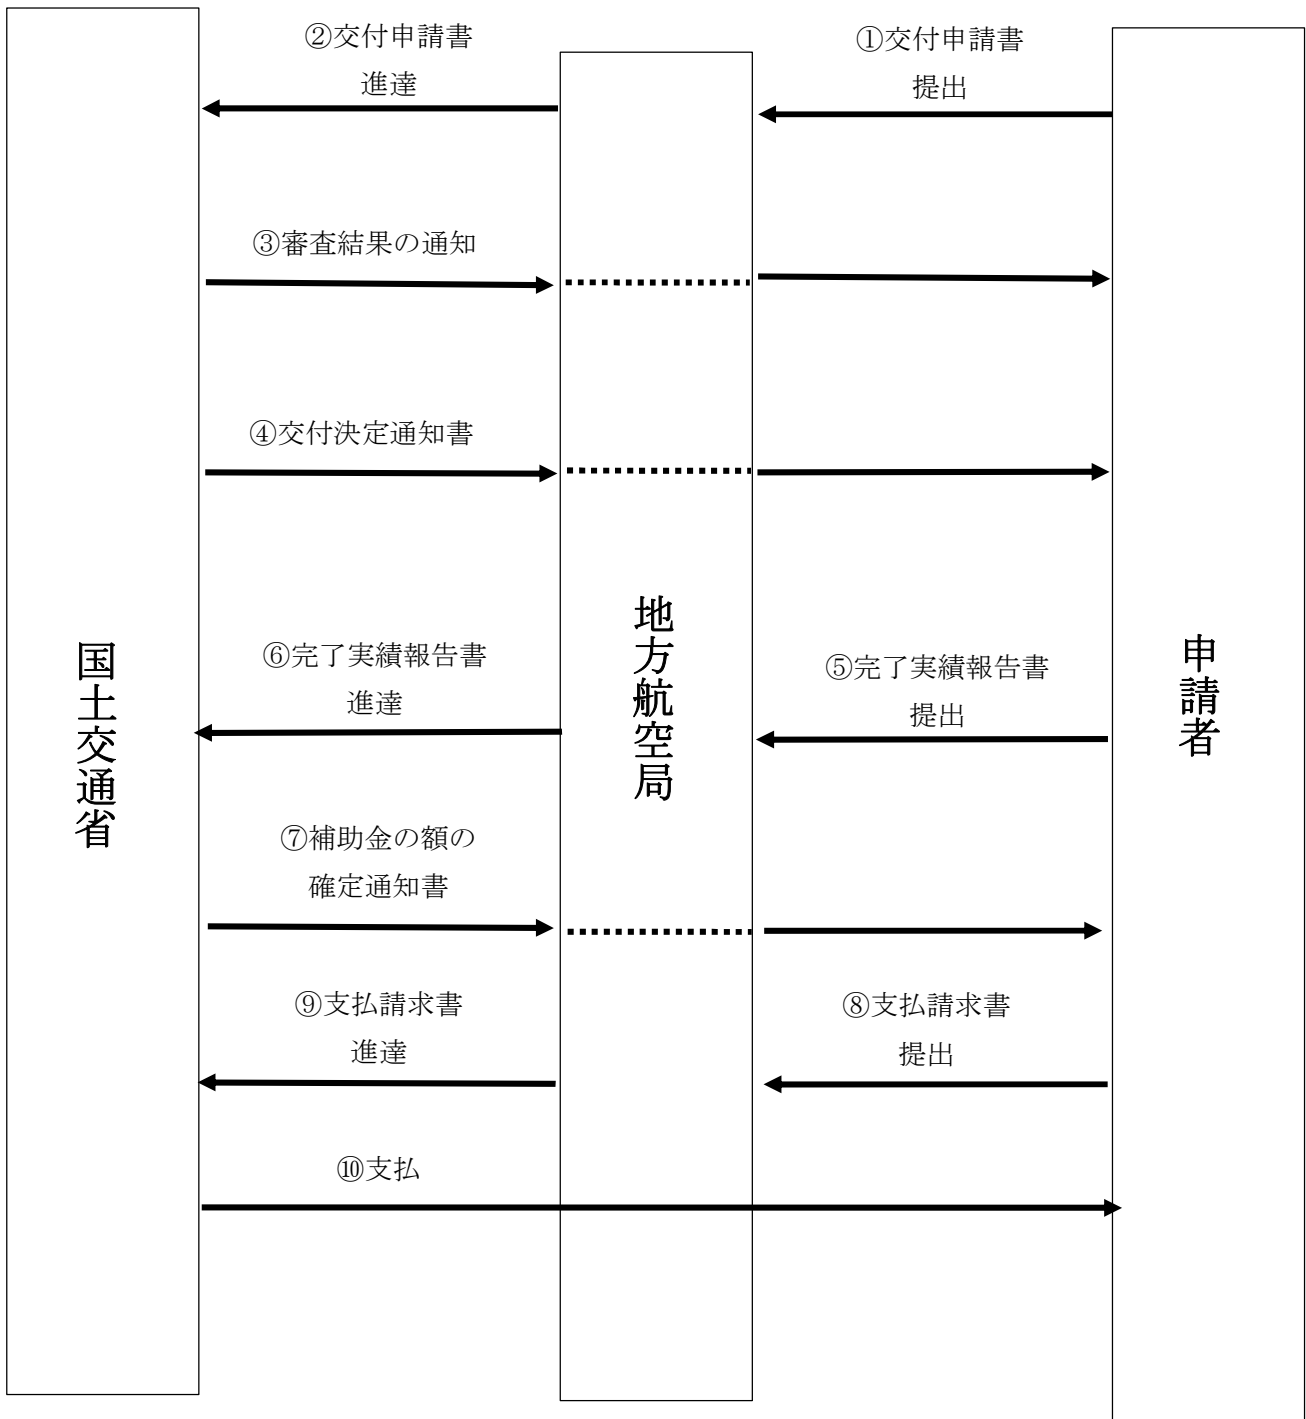 ②交付申請書
進達
①交付申請書
提出
③審査結果の通知
④交付決定通知書
国土交通省
地方航空局
申請者
⑥完了実績報告書
進達
⑤完了実績報告書
提出
⑦補助金の額の
確定通知書
⑨支払請求書
進達
⑧支払請求書
提出
⑩支払